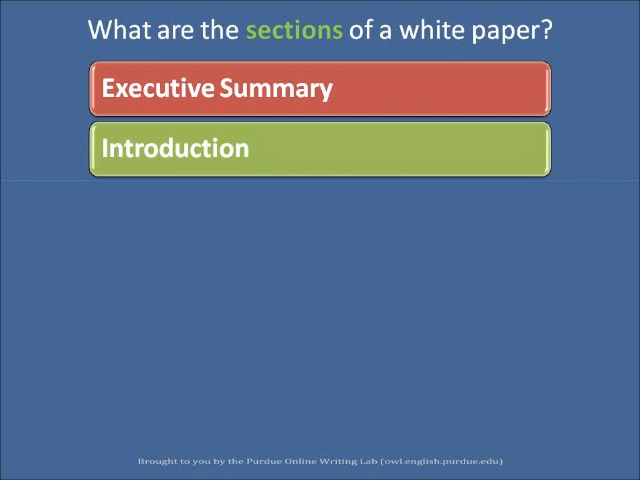 What are the sections of a white paper?
Executive Summary
Introduction
Brought to you by the Purdue Online Writing Lab (owl.english.purdue.edu)